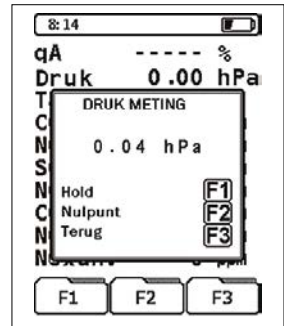 8:14
qA ----- %
Druk 0.00 hPa
DRUK METING
0.04 hPa
Hold F1
Nulpunt F2
Terug F3
ppm
F1 F2 F3